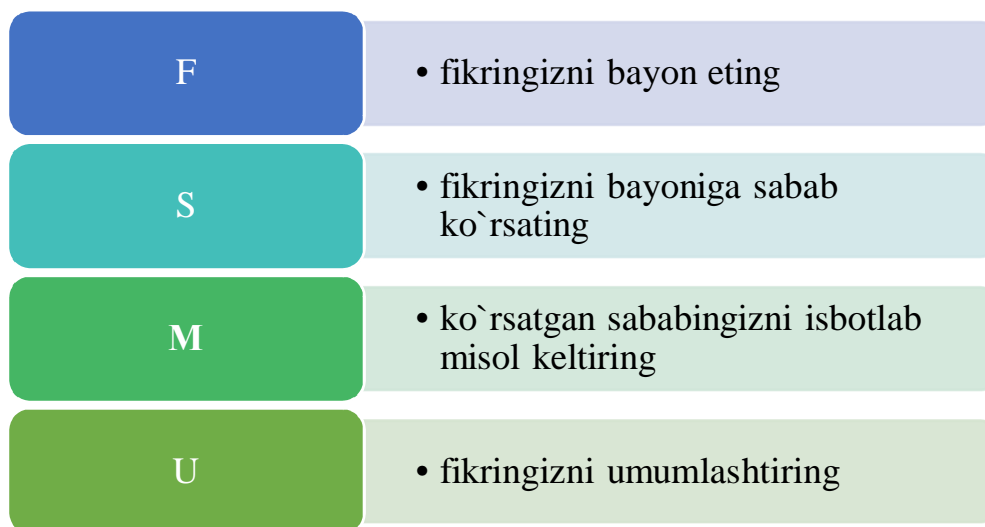 F
• fikringizni bayon eting
S
• fikringizni bayoniga sabab
ko`rsating
M
• ko`rsatgan sababingizni isbotlab
misol keltiring
U
• fikringizni umumlashtiring